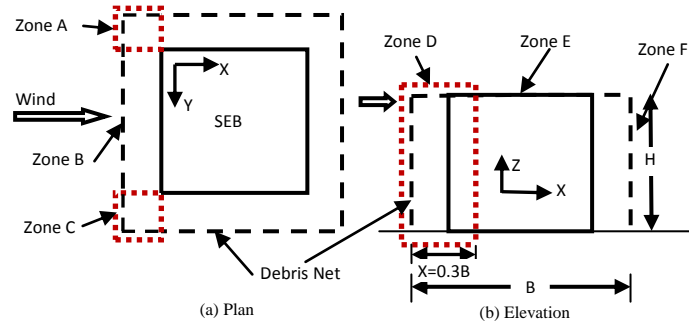 Zone A
Wind
Zone B
Zone C
X
Y
SEB
Debris Net
(a) Plan
Zone D
Zone E
Zone F
Z
X
H
X=0.3B
B
(b) Elevation